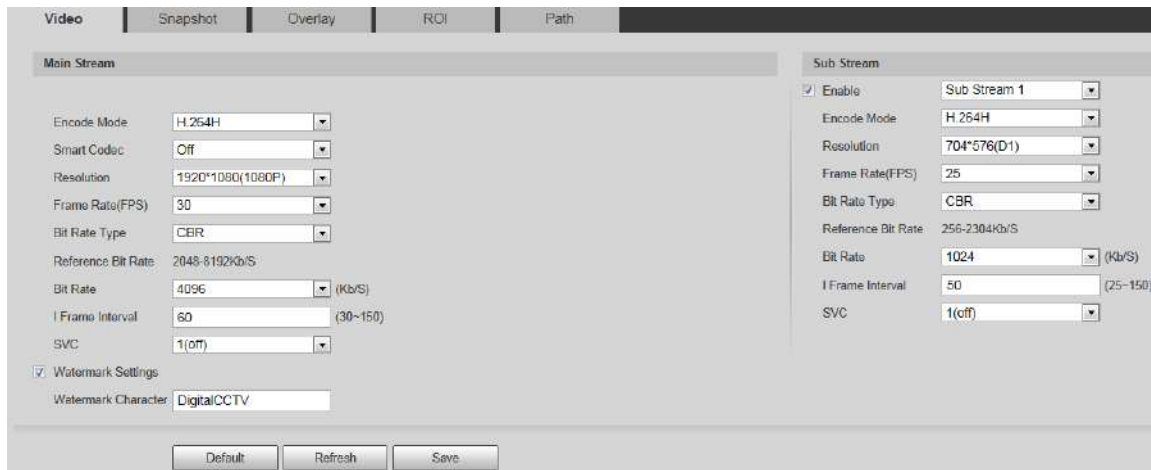 Video Snapshot Overlay ROI Path
Main Stream
Encode Mode H.264H
Smart Codec Off
Resolution 1920*1080(1080P)
Frame Rate(FPS) 30
Bit Rate Type CBR
Reference Bit Rate 2048-8192Kb/S
Bit Rate 4096 (Kb/S)
I Frame Interval 60 (30~150)
SVC 1(off)
Watermark Settings
Watermark Character DigitalCCTV
Sub Stream
Enable Sub Stream 1
Encode Mode H.264H
Resolution 704*576(D1)
Frame Rate(FPS) 25
Bit Rate Type CBR
Reference Bit Rate 256-2304Kb/S
Bit Rate 1024 (Kb/S)
I Frame Interval 50 (25~150)
SVC 1(off)
Default Refresh Save